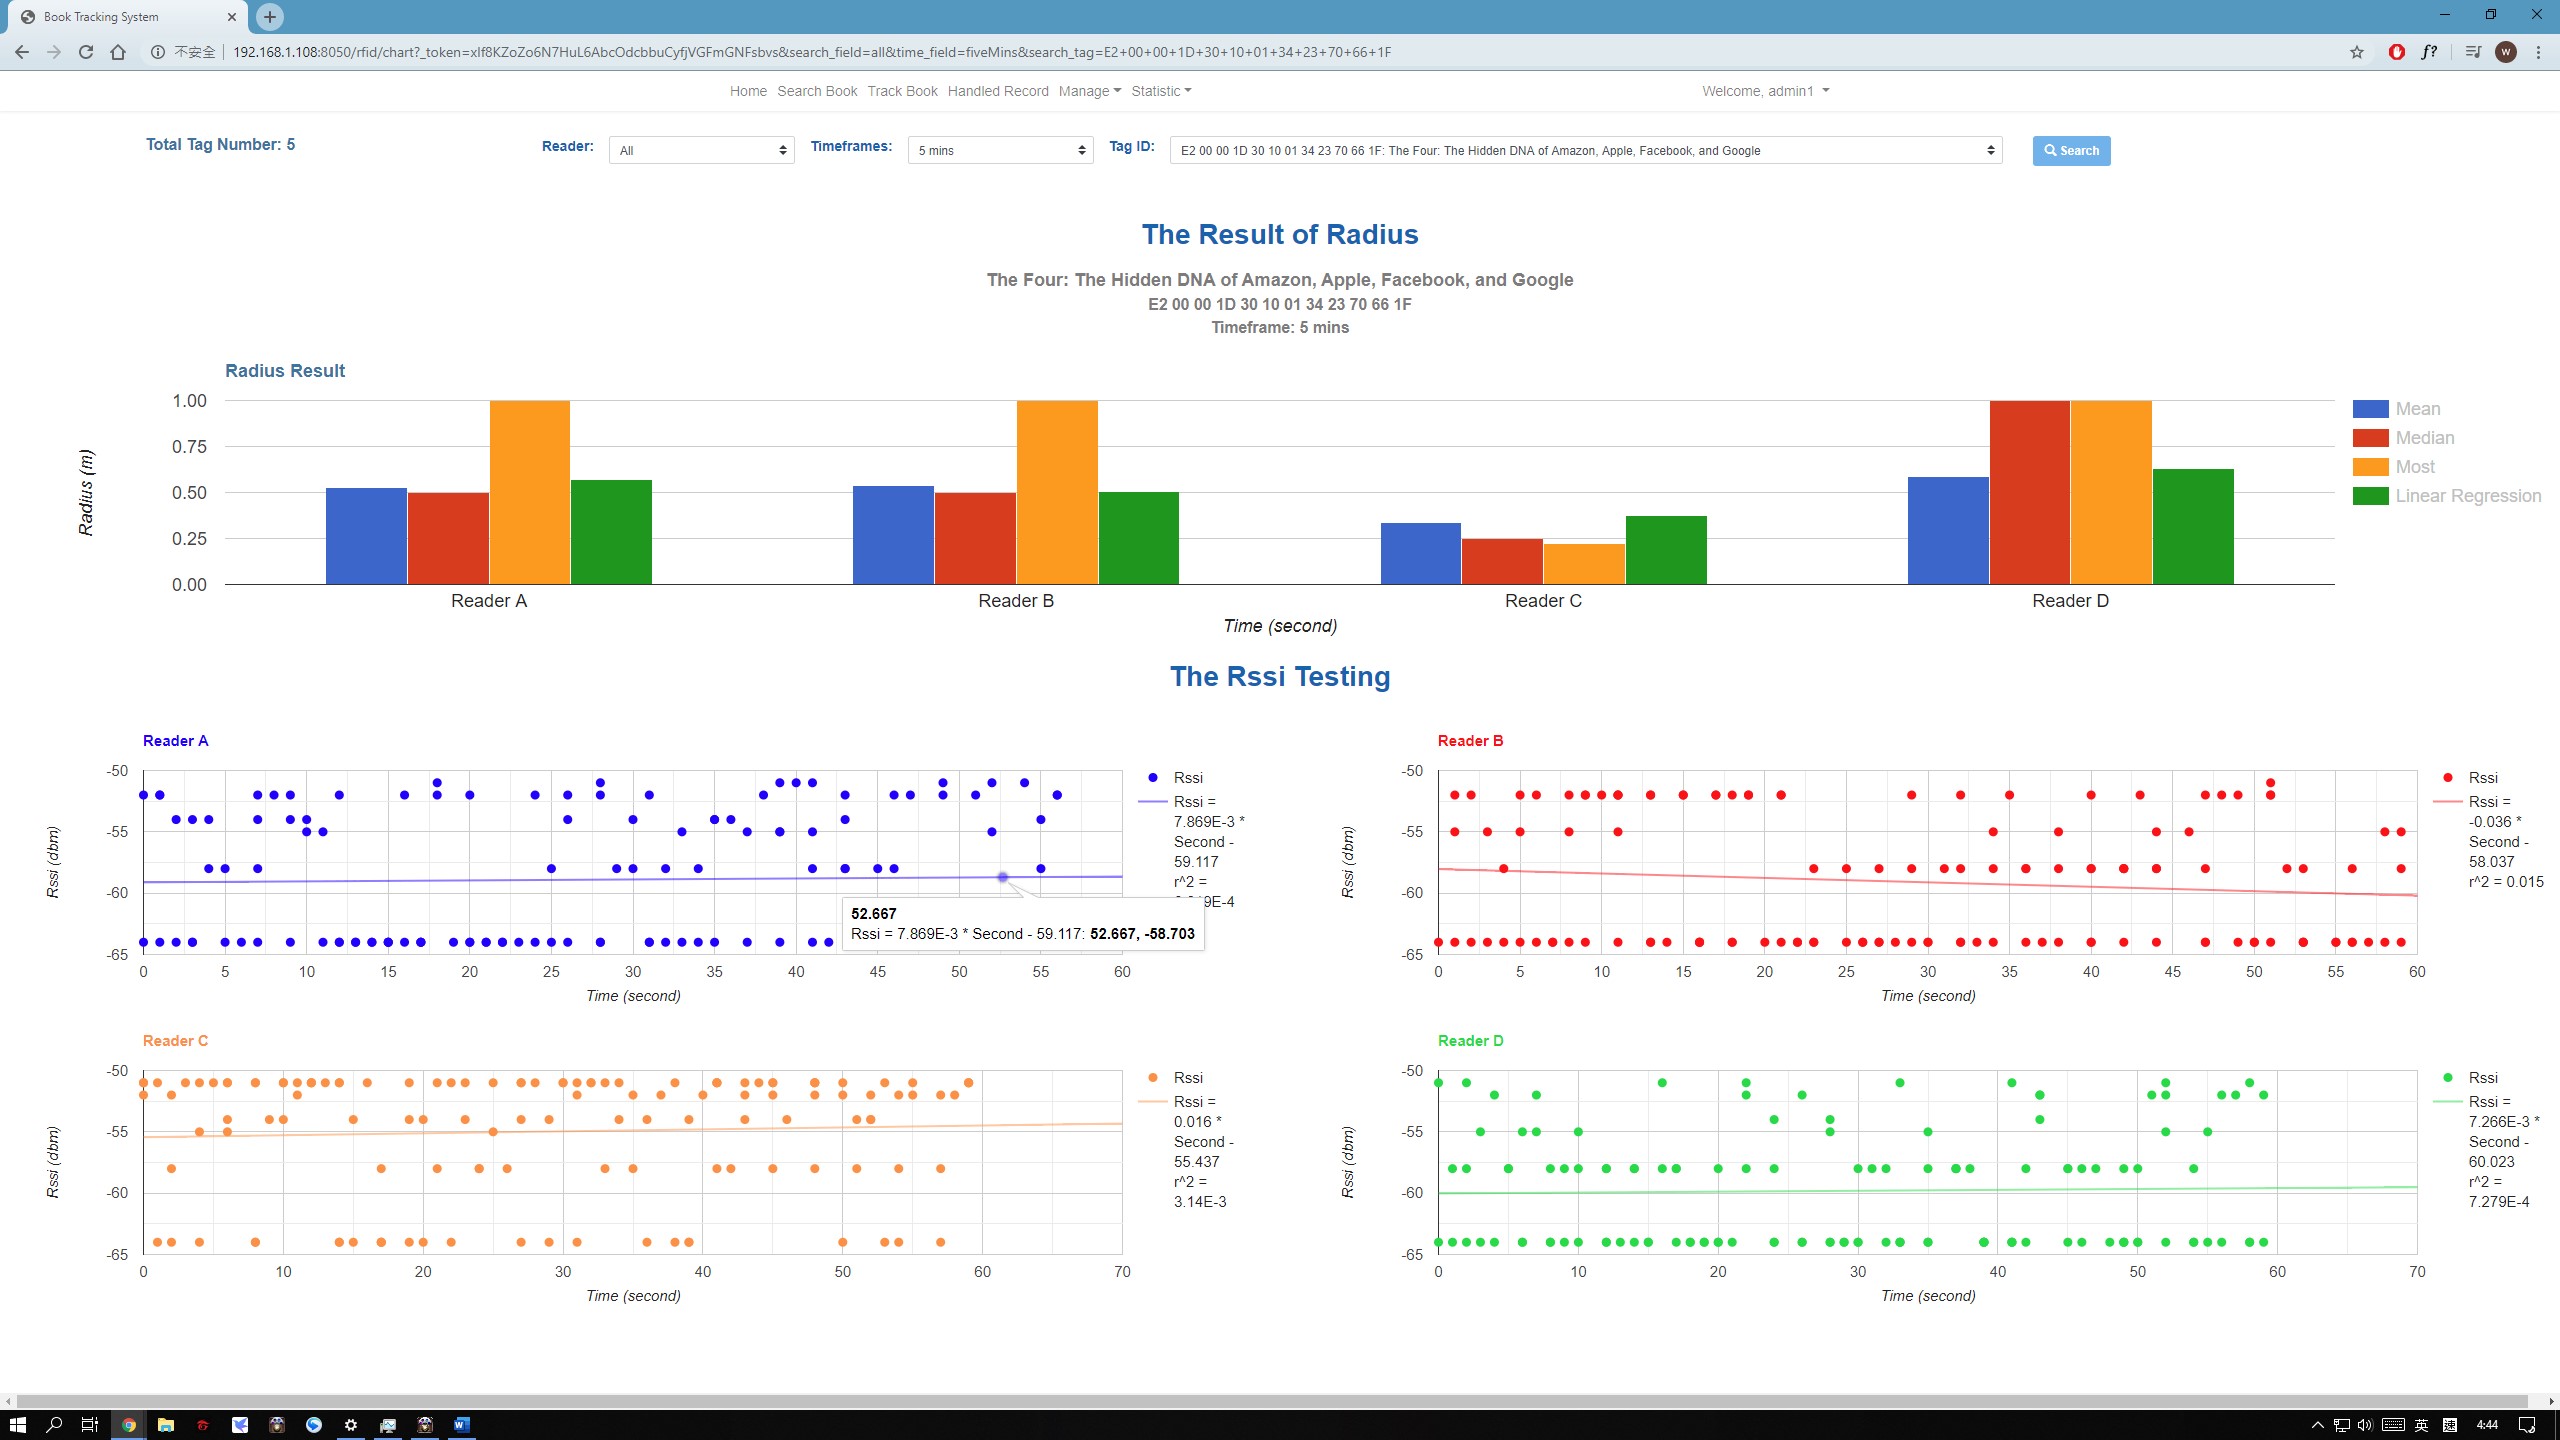 Book Tracking System
不安全 192.168.1.108:8050/rfid/chart?_token=xIf8KZoZo6N7HuL6AbcOdcbbuCyfjVGFmGNFsbvs&search_field=all&time_field=fiveMins&search_tag=E2+00+00+1D+30+10+01+34+23+70+66+1F
f? W
Home Search Book Track Book Handled Record Manage Statistic Welcome, admin1
Total Tag Number: 5 Reader: All Timeframes: 5 mins Tag ID: E2 00 00 1D 30 10 01 34 23 70 66 1F: The Four: The Hidden DNA of Amazon, Apple, Facebook, and Google Search
The Result of Radius
The Four: The Hidden DNA of Amazon, Apple, Facebook, and Google
E2 00 00 1D 30 10 01 34 23 70 66 1F
Timeframe: 5 mins
Radius Result
Radius (m)
1.00
0.75
0.50
0.25
0.00
Reader A Reader B Reader C Reader D
Time (second)
Mean
Median
Most
Linear Regression
The Rssi Testing
Reader A
Rssi (dbm)
-50
-55
-60
-65
0 5 10 15 20 25 30 35 40 45 50 55 60
Time (second)
Rssi
Rssi =
7.869E-3 *
Second -
59.117
r^2 =
9E-4
52.667
Rssi = 7.869E-3 * Second - 59.117: 52.667, -58.703
Reader B
Rssi (dbm)
-50
-55
-60
-65
0 5 10 15 20 25 30 35 40 45 50 55 60
Time (second)
Rssi
Rssi =
-0.036 *
Second -
58.037
r^2 = 0.015
Reader C
Rssi (dbm)
-50
-55
-60
-65
0 10 20 30 40 50 60 70
Time (second)
Rssi
Rssi =
0.016 *
Second -
55.437
r^2 =
3.14E-3
Reader D
Rssi (dbm)
-50
-55
-60
-65
0 10 20 30 40 50 60 70
Time (second)
Rssi
Rssi =
7.266E-3 *
Second -
60.023
r^2 =
7.279E-4
英 4:44